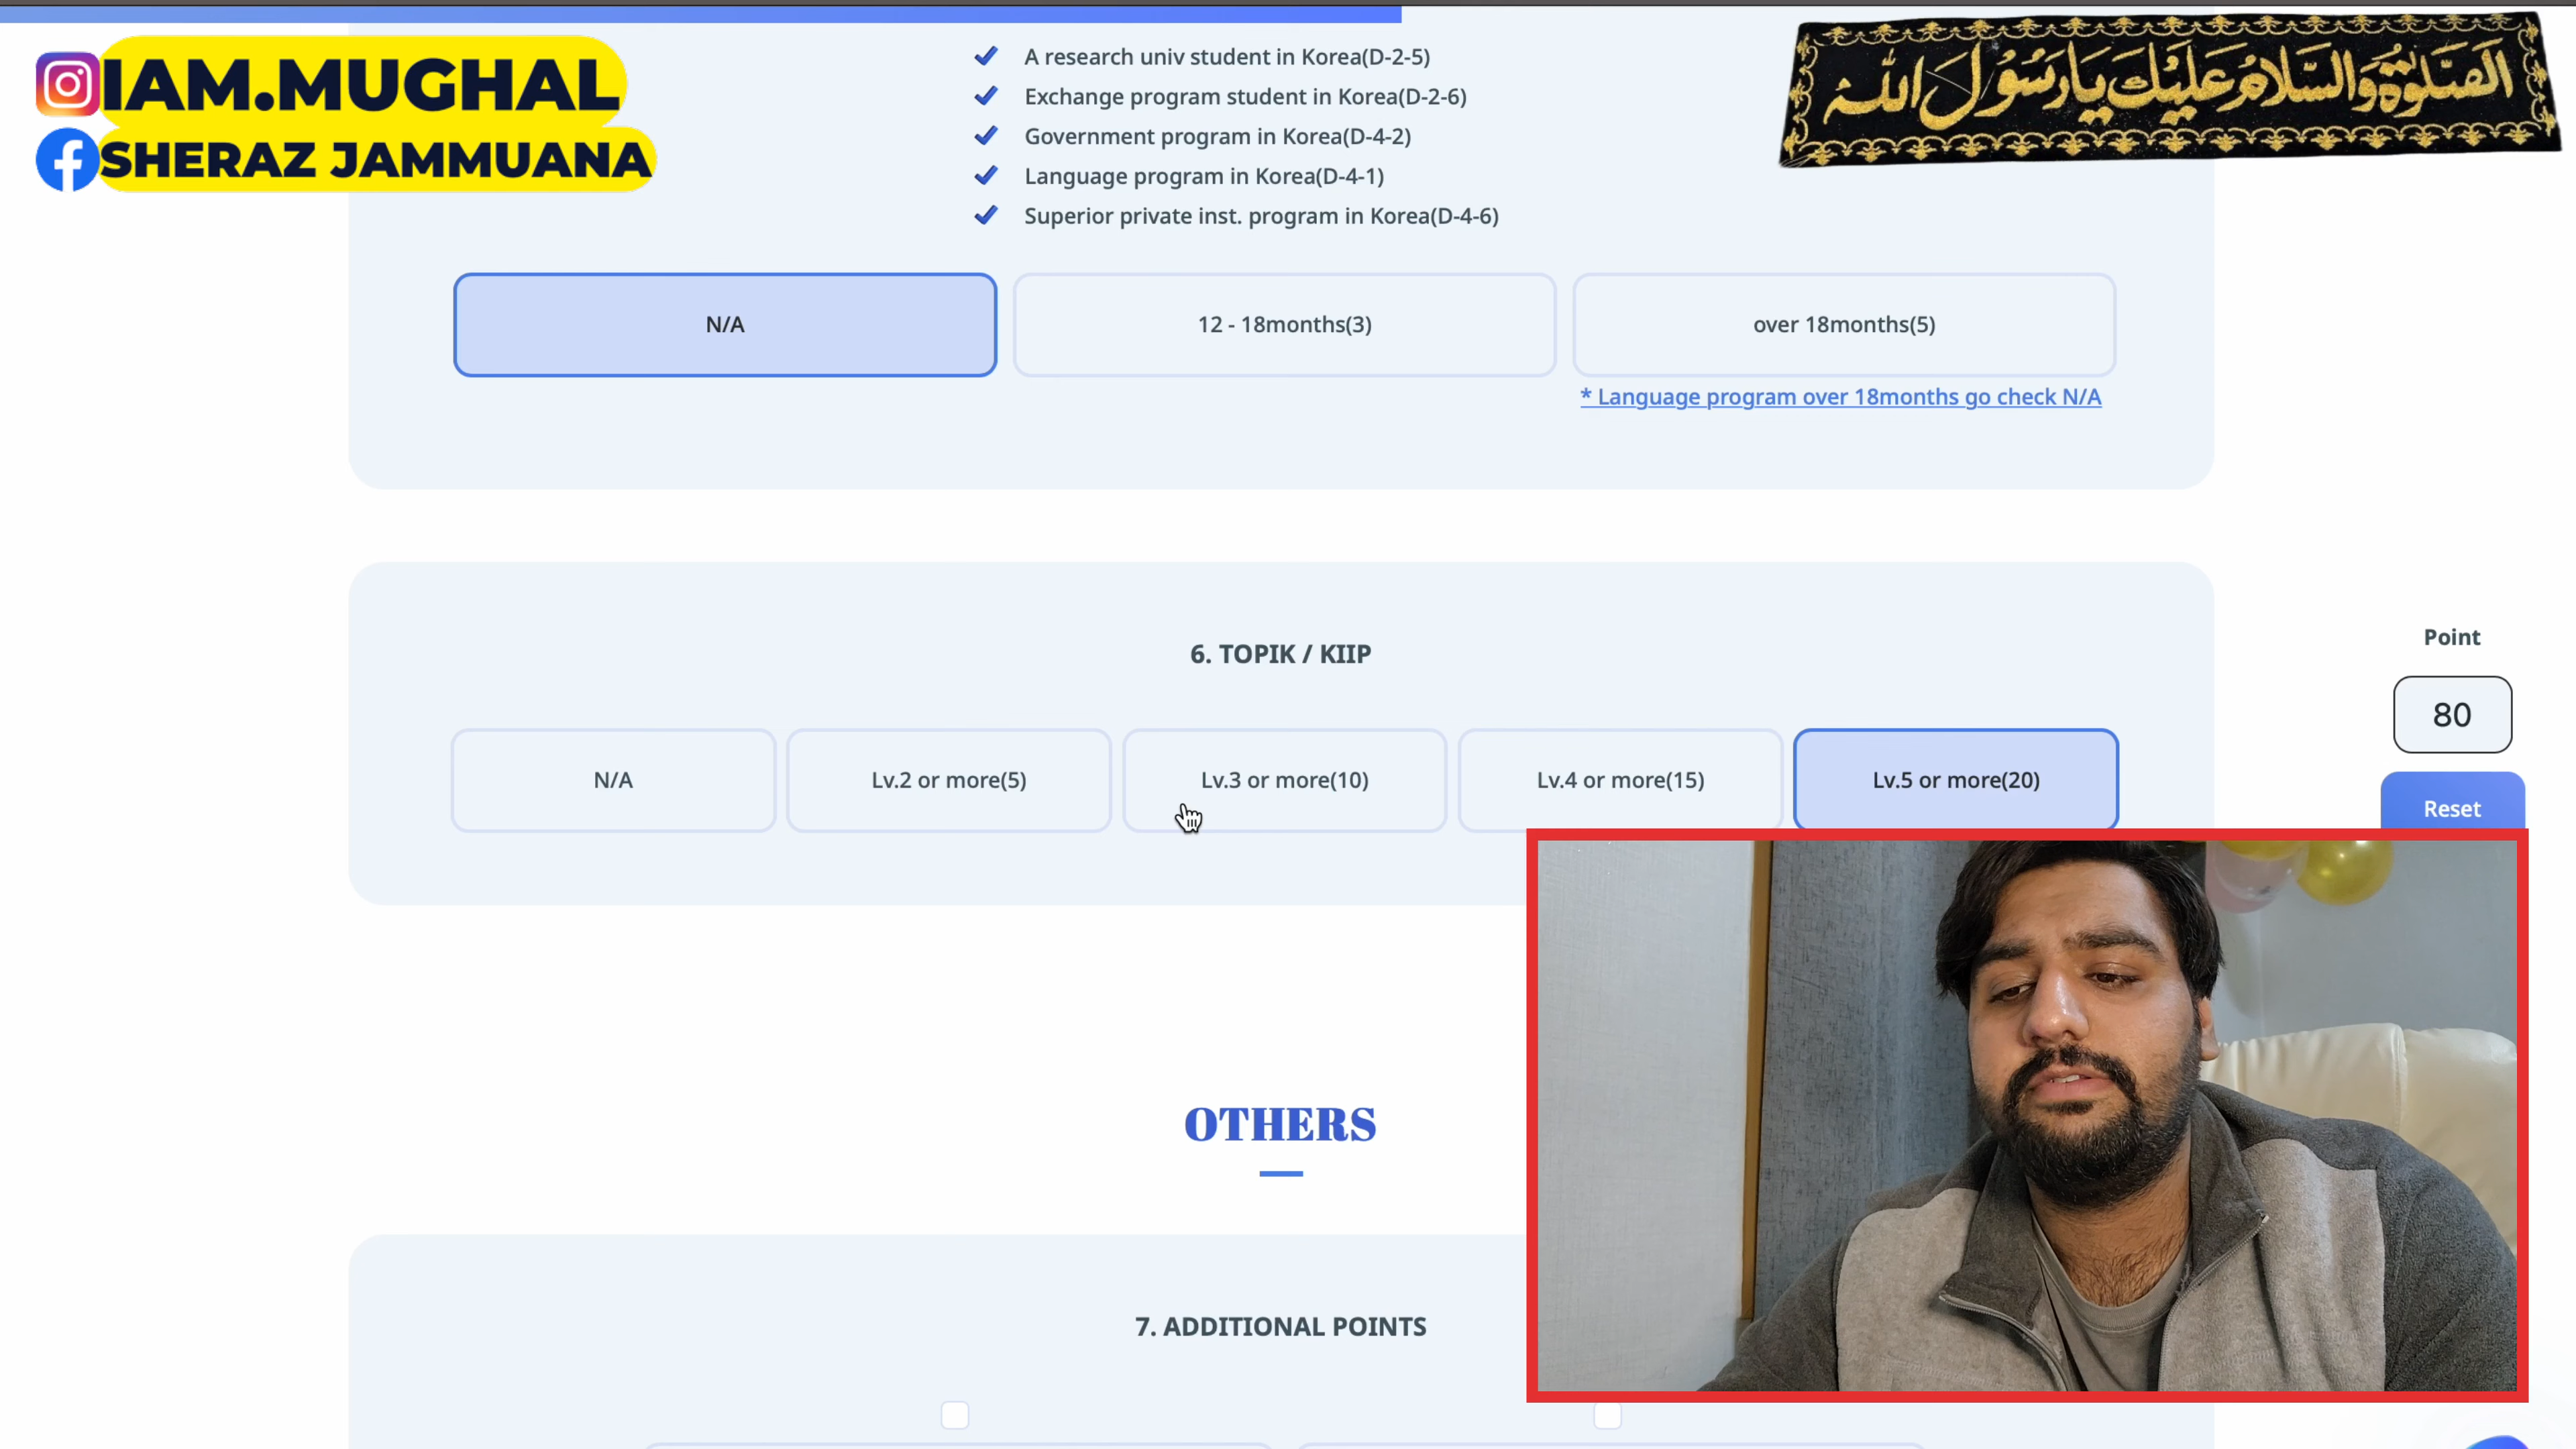 IAM.MUGHAL
SHERAZ JAMMUANA
الصلوٰۃ والسلام علیک یارسول اللہ
A research univ student in Korea(D-2-5)
Exchange program student in Korea(D-2-6)
Government program in Korea(D-4-2)
Language program in Korea(D-4-1)
Superior private inst. program in Korea(D-4-6)
N/A
12 - 18months(3)
over 18months(5)
* Language program over 18months go check N/A
6. TOPIK / KIIP
Point
80
Reset
N/A
Lv.2 or more(5)
Lv.3 or more(10)
Lv.4 or more(15)
Lv.5 or more(20)
OTHERS
7. ADDITIONAL POINTS